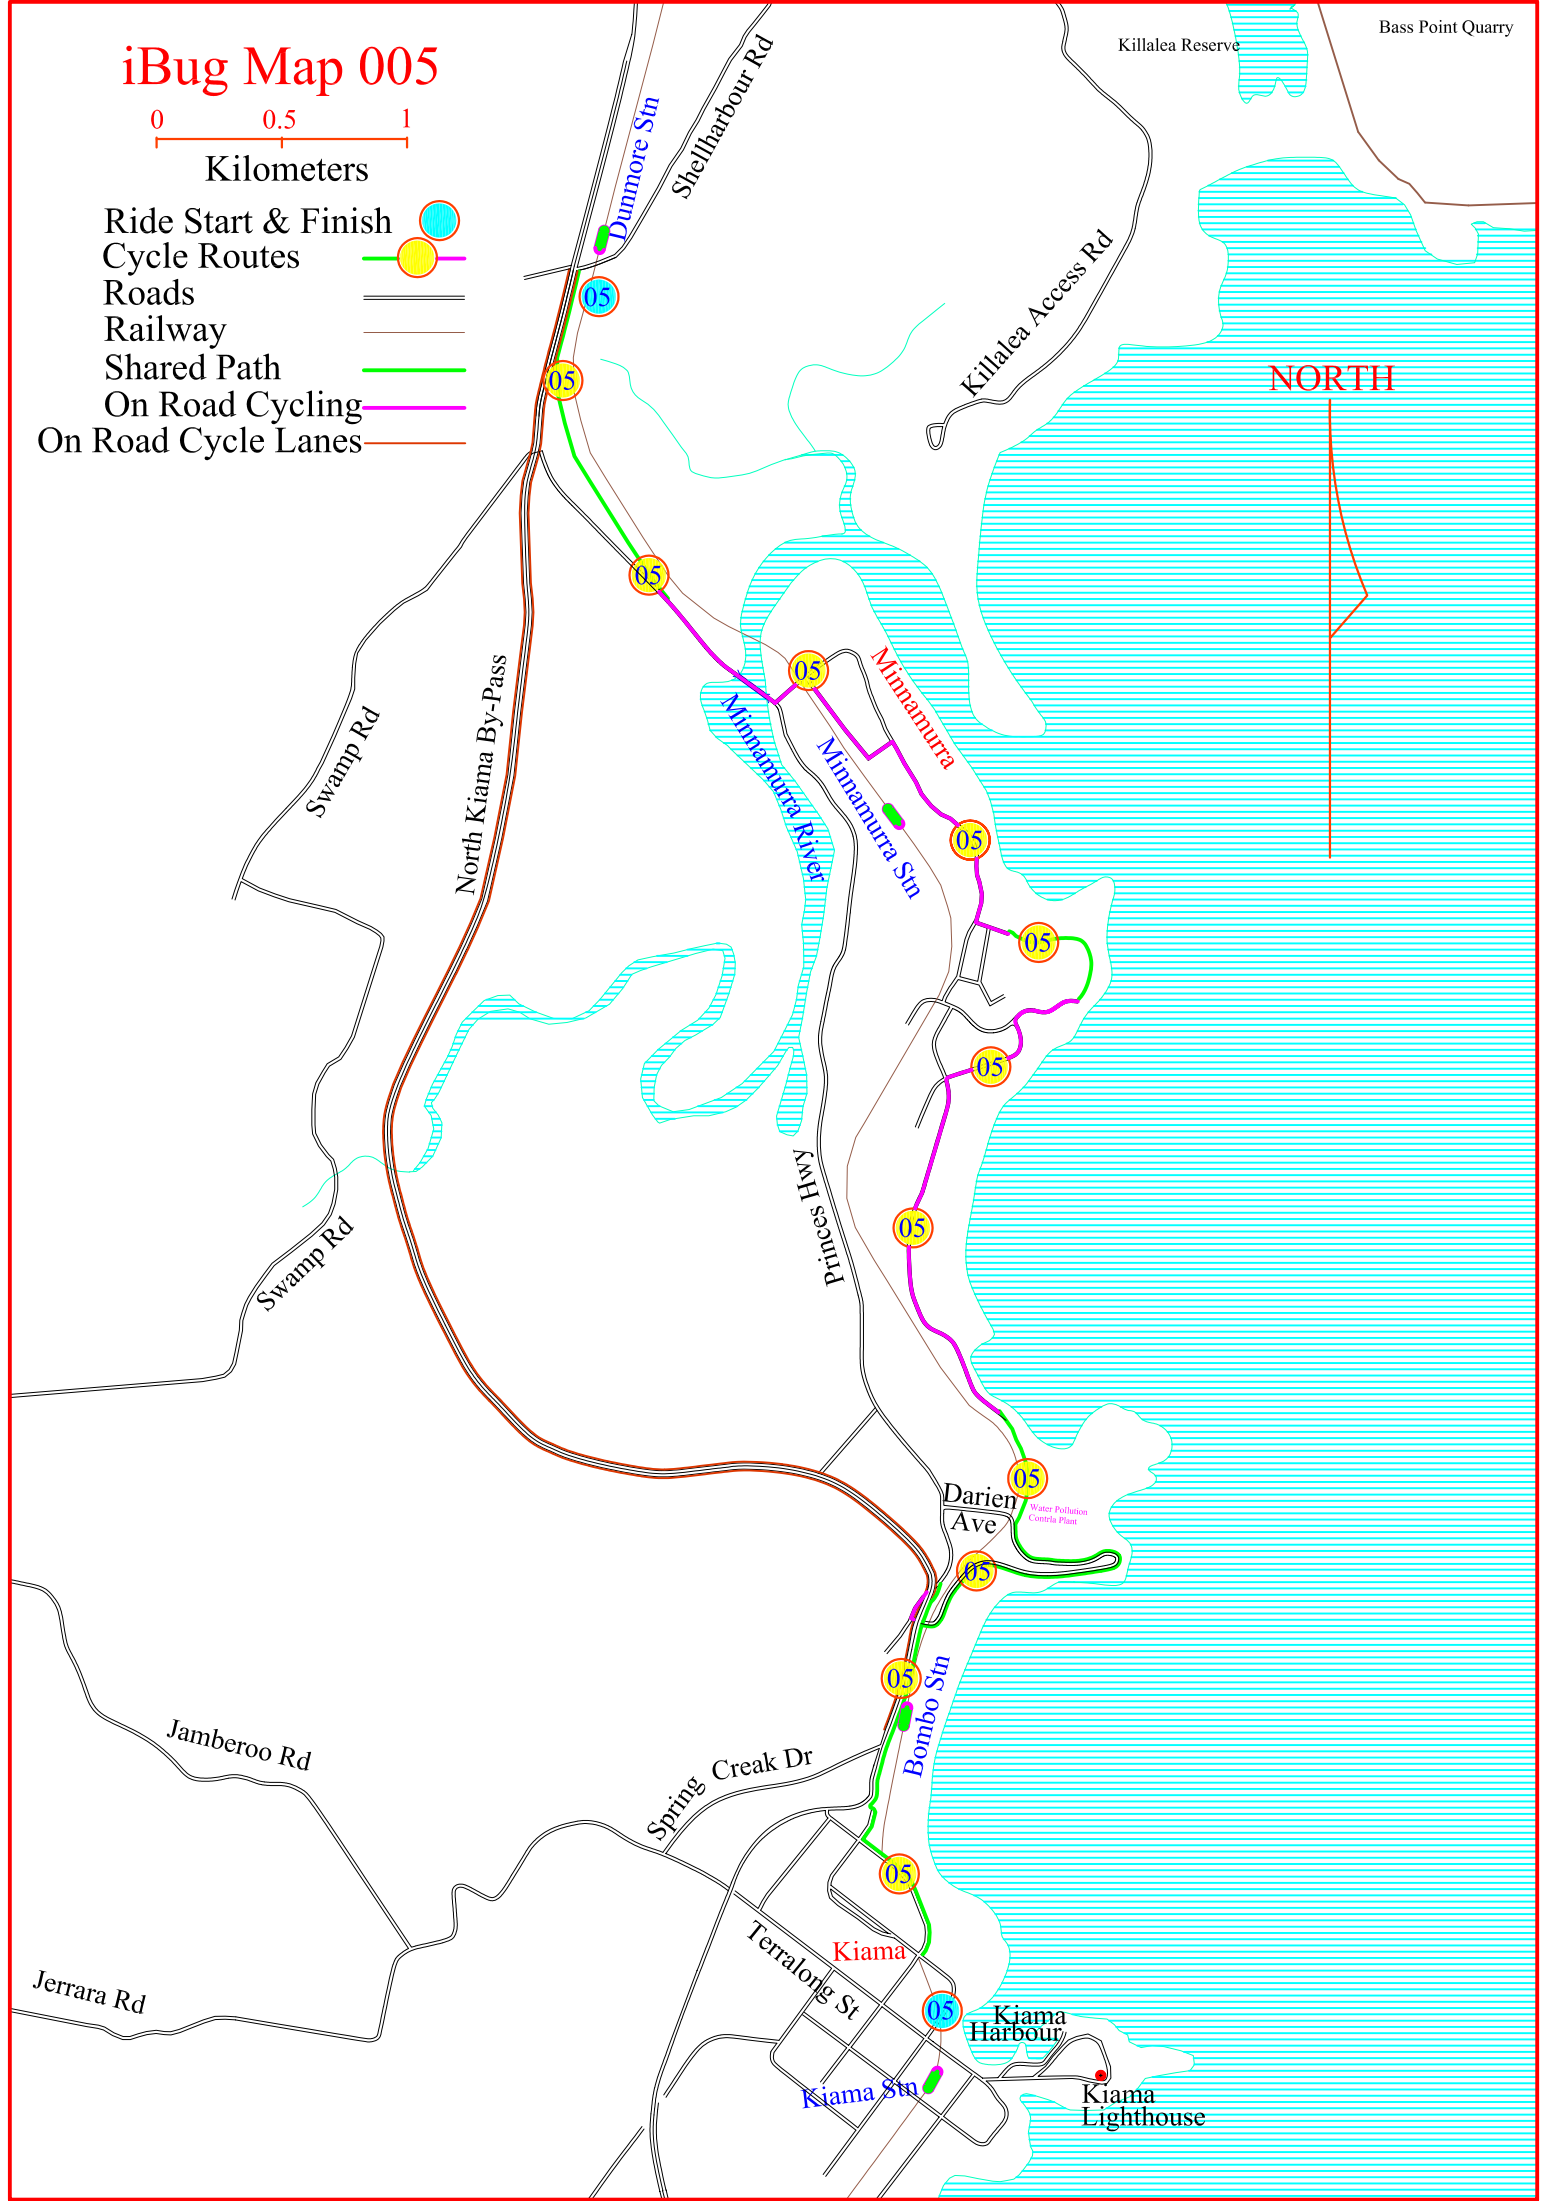 iBug Map 005
0 0.5 1
Kilometers
Ride Start & Finish
Cycle Routes
Roads
Railway
Shared Path
On Road Cycling
On Road Cycle Lanes
Killalea Reserve
Bass Point Quarry
Dunmore Stn
Shellharbour Rd
Killalea Access Rd
NORTH
05
05
05
05
Minnamurra
Swamp Rd
North Kiama By-Pass
Minnamurra River
Minnamurra Stn
05
05
05
Princes Hwy
05
Swamp Rd
05
Darien
Ave
Water Pollution
Contrla Plant
05
05
Bombo Stn
Jamberoo Rd
Spring Creak Dr
05
Terralong St
Kiama
Jerrara Rd
05
Kiama
Harbour
Kiama Stn
Kiama
Lighthouse